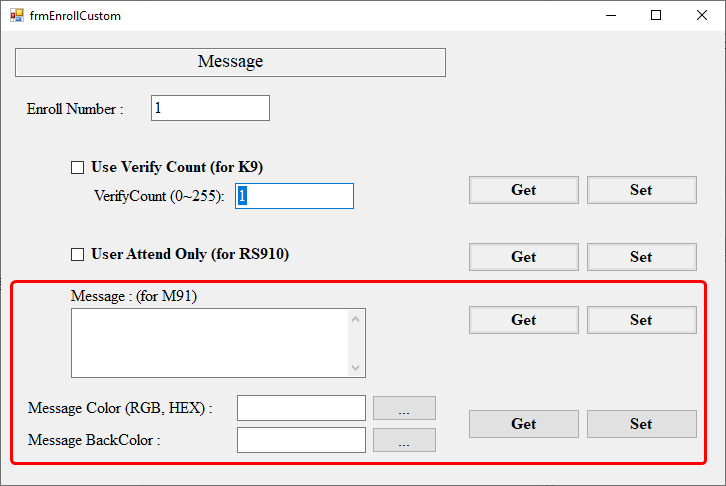 frmEnrollCustom
Message
Enroll Number : 1
Use Verify Count (for K9)
VerifyCount (0~255): 1 Get Set
User Attend Only (for RS910) Get Set
Message : (for M91) Get Set
Message Color (RGB, HEX) : ... Get Set
Message BackColor : ...